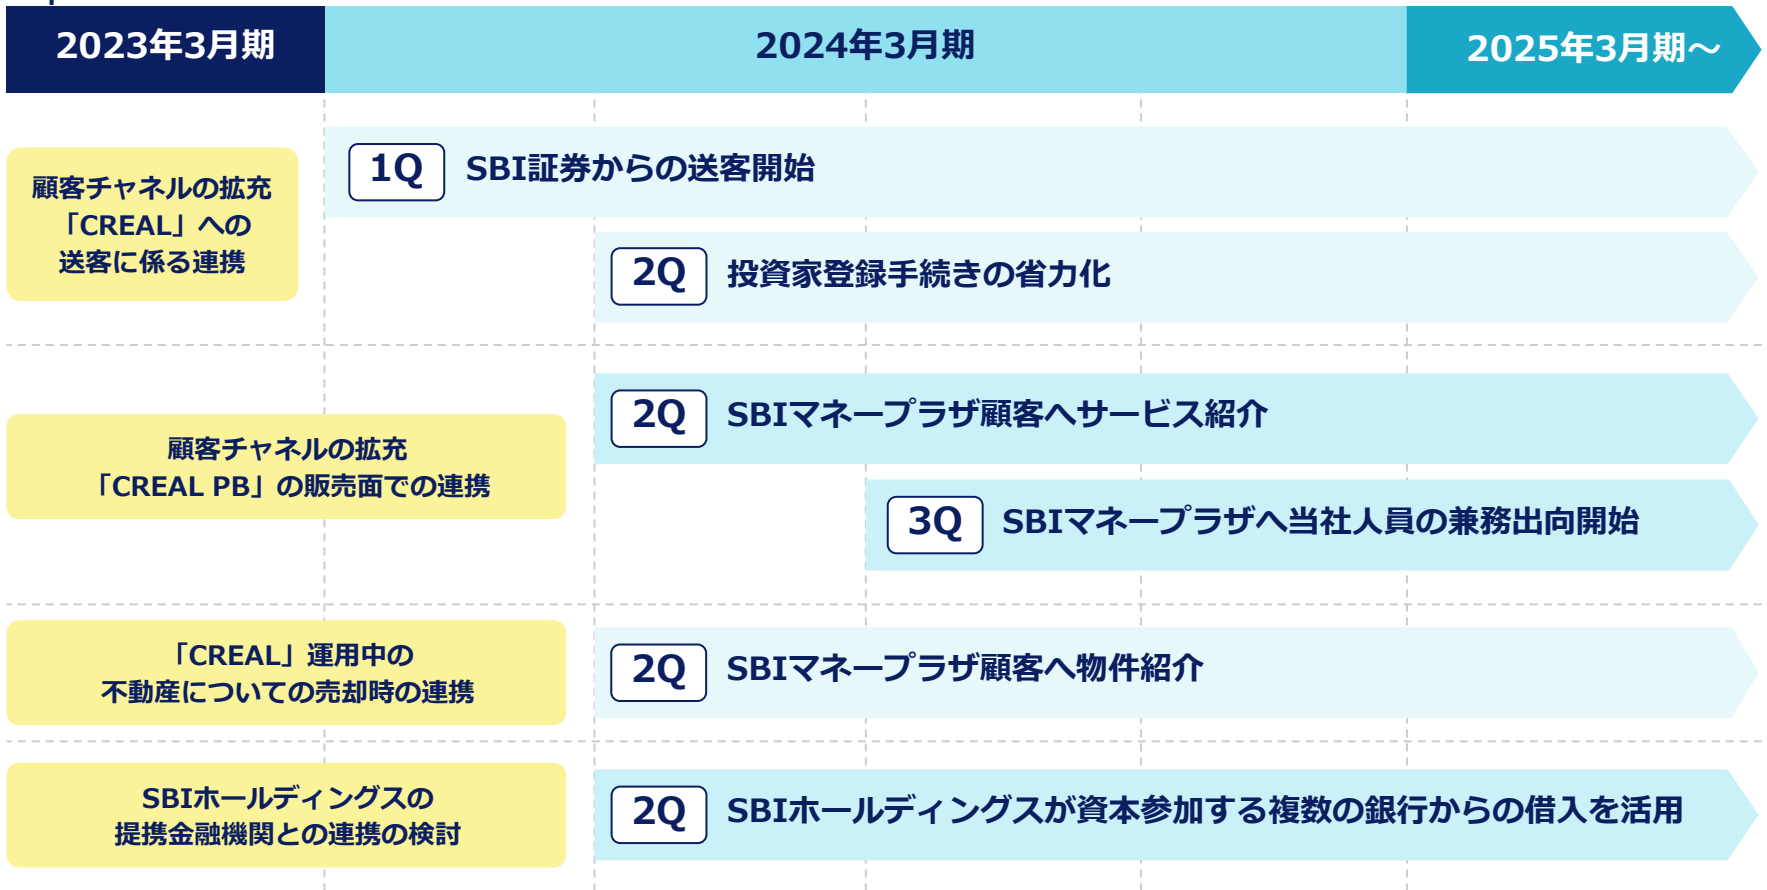 2023年3月期
2024年3月期
2025年3月期～
顧客チャネルの拡充
「CREAL」への
送客に係る連携
1Q
SBI証券からの送客開始
2Q
投資家登録手続きの省力化
顧客チャネルの拡充
「CREAL PB」の販売面での連携
2Q
SBIマネープラザ顧客へサービス紹介
3Q
SBIマネープラザへ当社人員の兼務出向開始
「CREAL」運用中の
不動産についての売却時の連携
2Q
SBIマネープラザ顧客へ物件紹介
SBIホールディングスの
提携金融機関との連携の検討
2Q
SBIホールディングスが資本参加する複数の銀行からの借入を活用